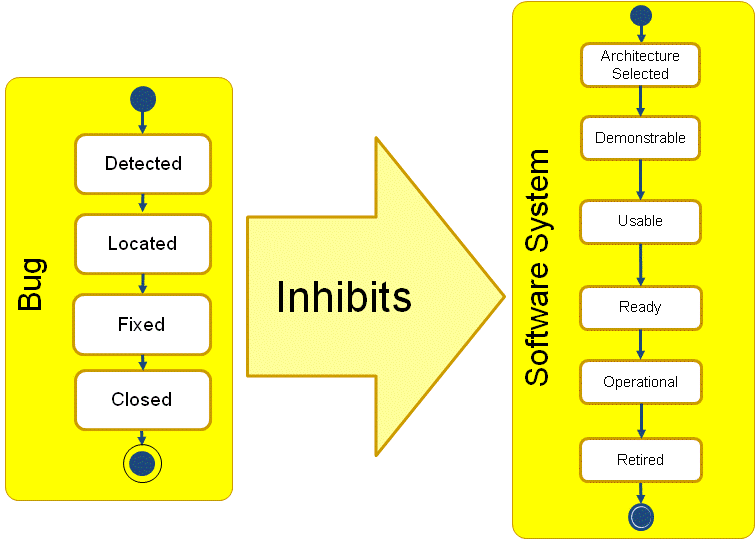 Bug
Detected
Located
Fixed
Closed
Inhibits
Software System
Architecture
Selected
Demonstrable
Usable
Ready
Operational
Retired